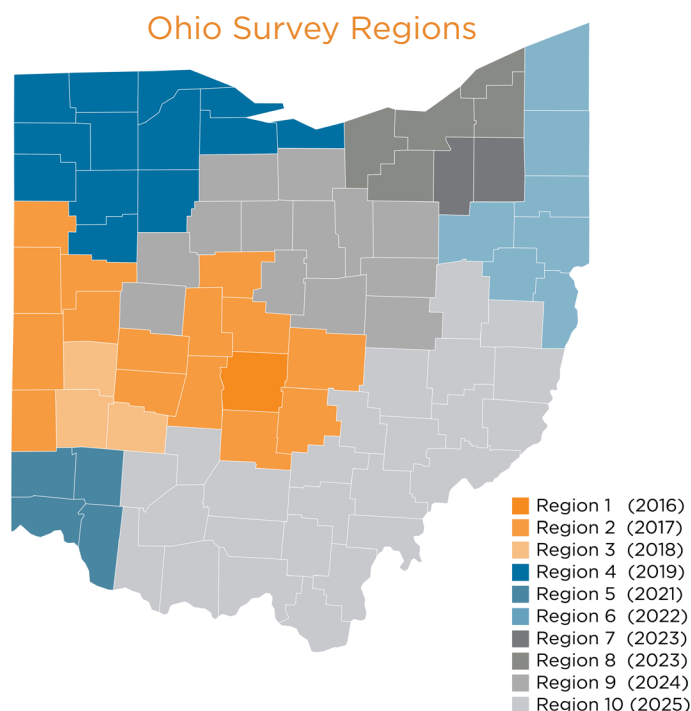 Ohio Survey Regions
Region 1 (2016)
Region 2 (2017)
Region 3 (2018)
Region 4 (2019)
Region 5 (2021)
Region 6 (2022)
Region 7 (2023)
Region 8 (2023)
Region 9 (2024)
Region 10 (2025)